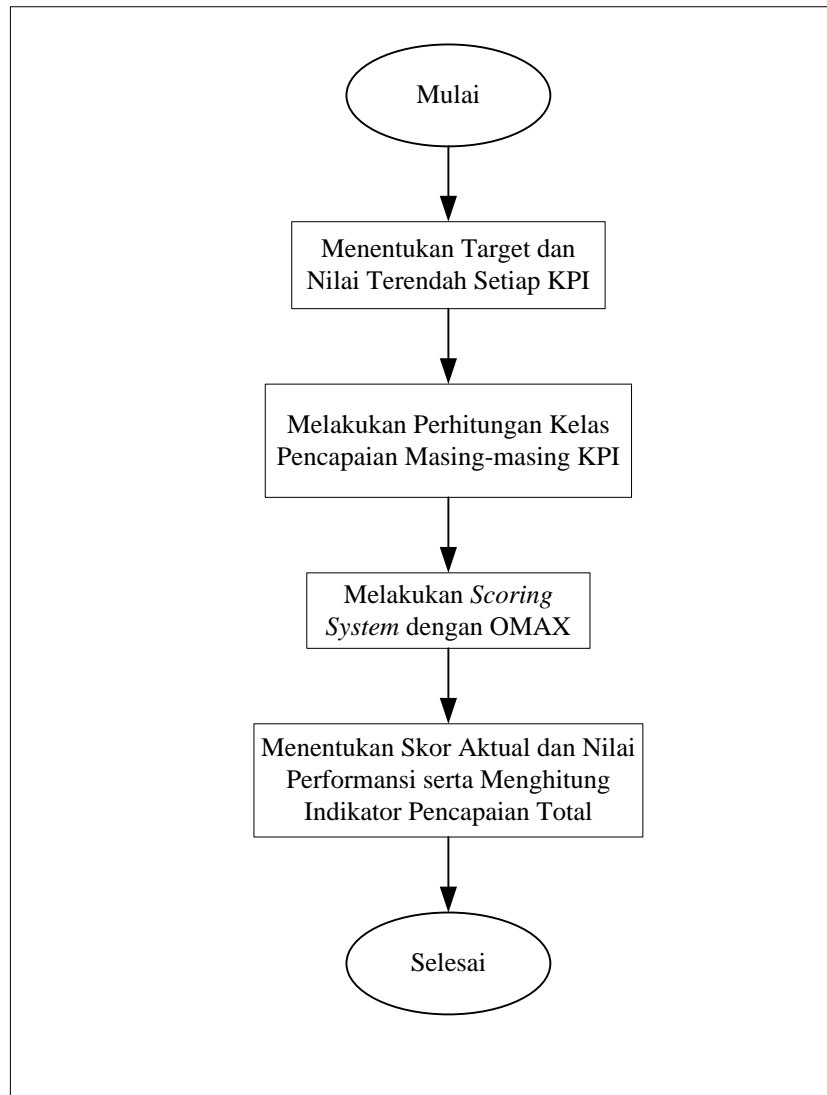 Mulai
Menentukan Target dan
Nilai Terendah Setiap KPI
Melakukan Perhitungan Kelas
Pencapaian Masing-masing KPI
Melakukan Scoring
System dengan OMAX
Menentukan Skor Aktual dan Nilai
Performansi serta Menghitung
Indikator Pencapaian Total
Selesai